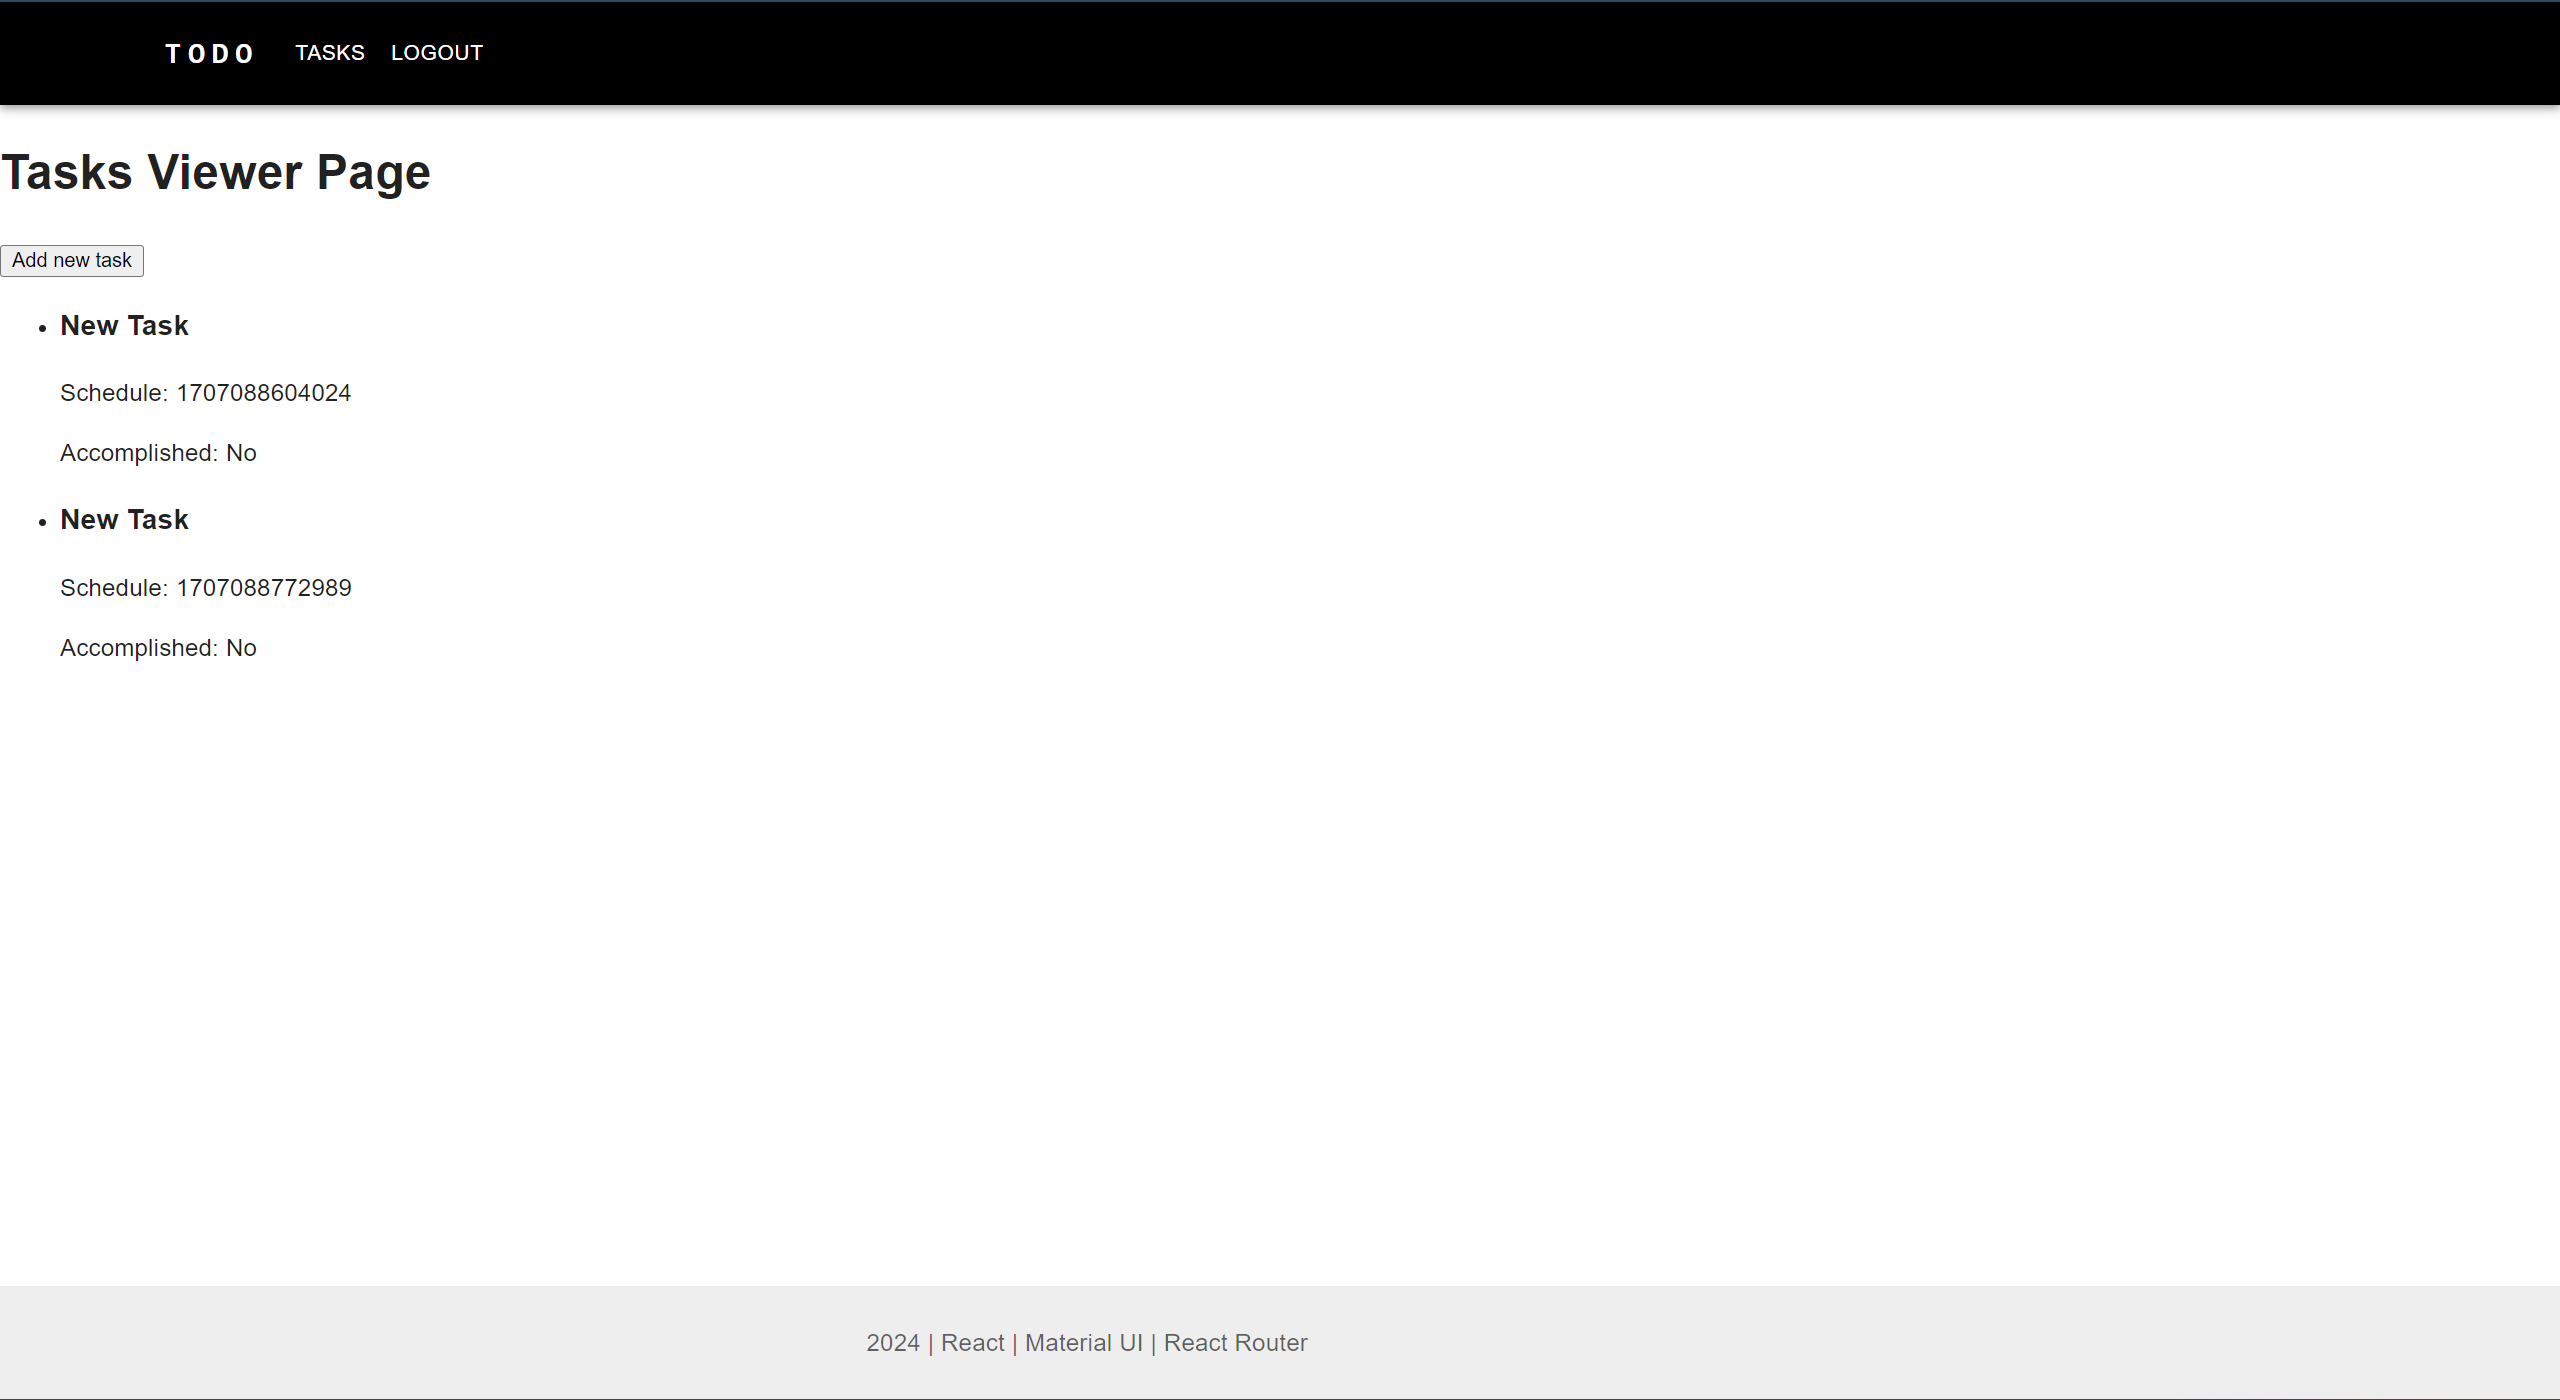 TODO TASKS LOGOUT
Tasks Viewer Page
Add new task
New Task
Schedule: 1707088604024
Accomplished: No
New Task
Schedule: 1707088772989
Accomplished: No
2024 | React | Material UI | React Router